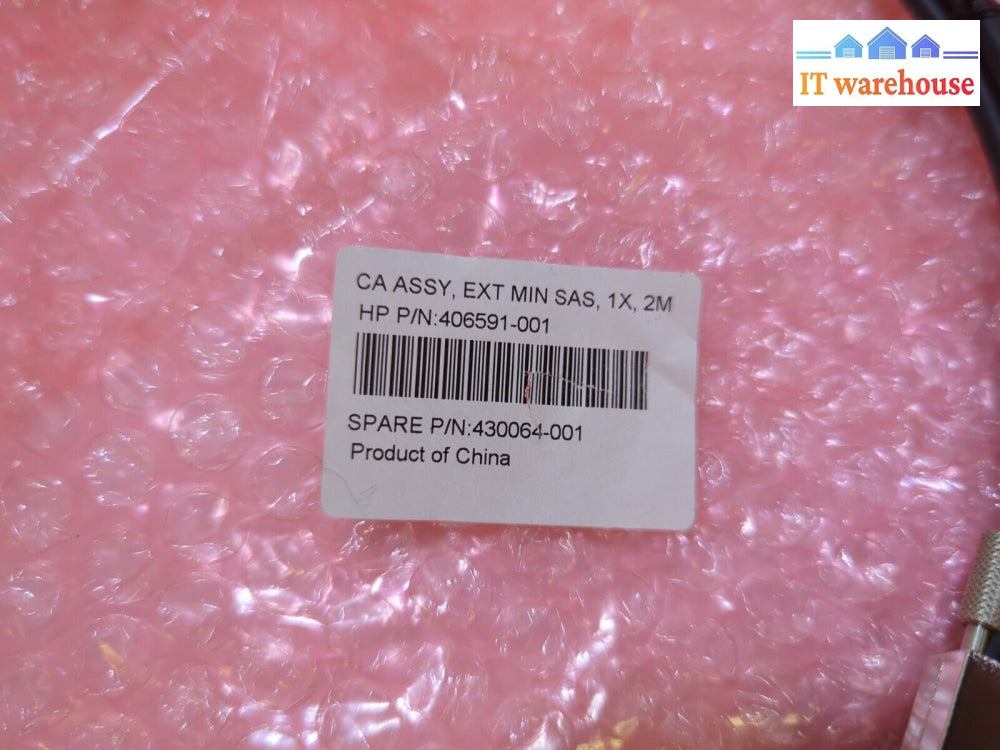 IT warehouse
CA ASSY, EXT MIN SAS, 1X, 2M
HP P/N:406591-001
SPARE P/N:430064-001
Product of China